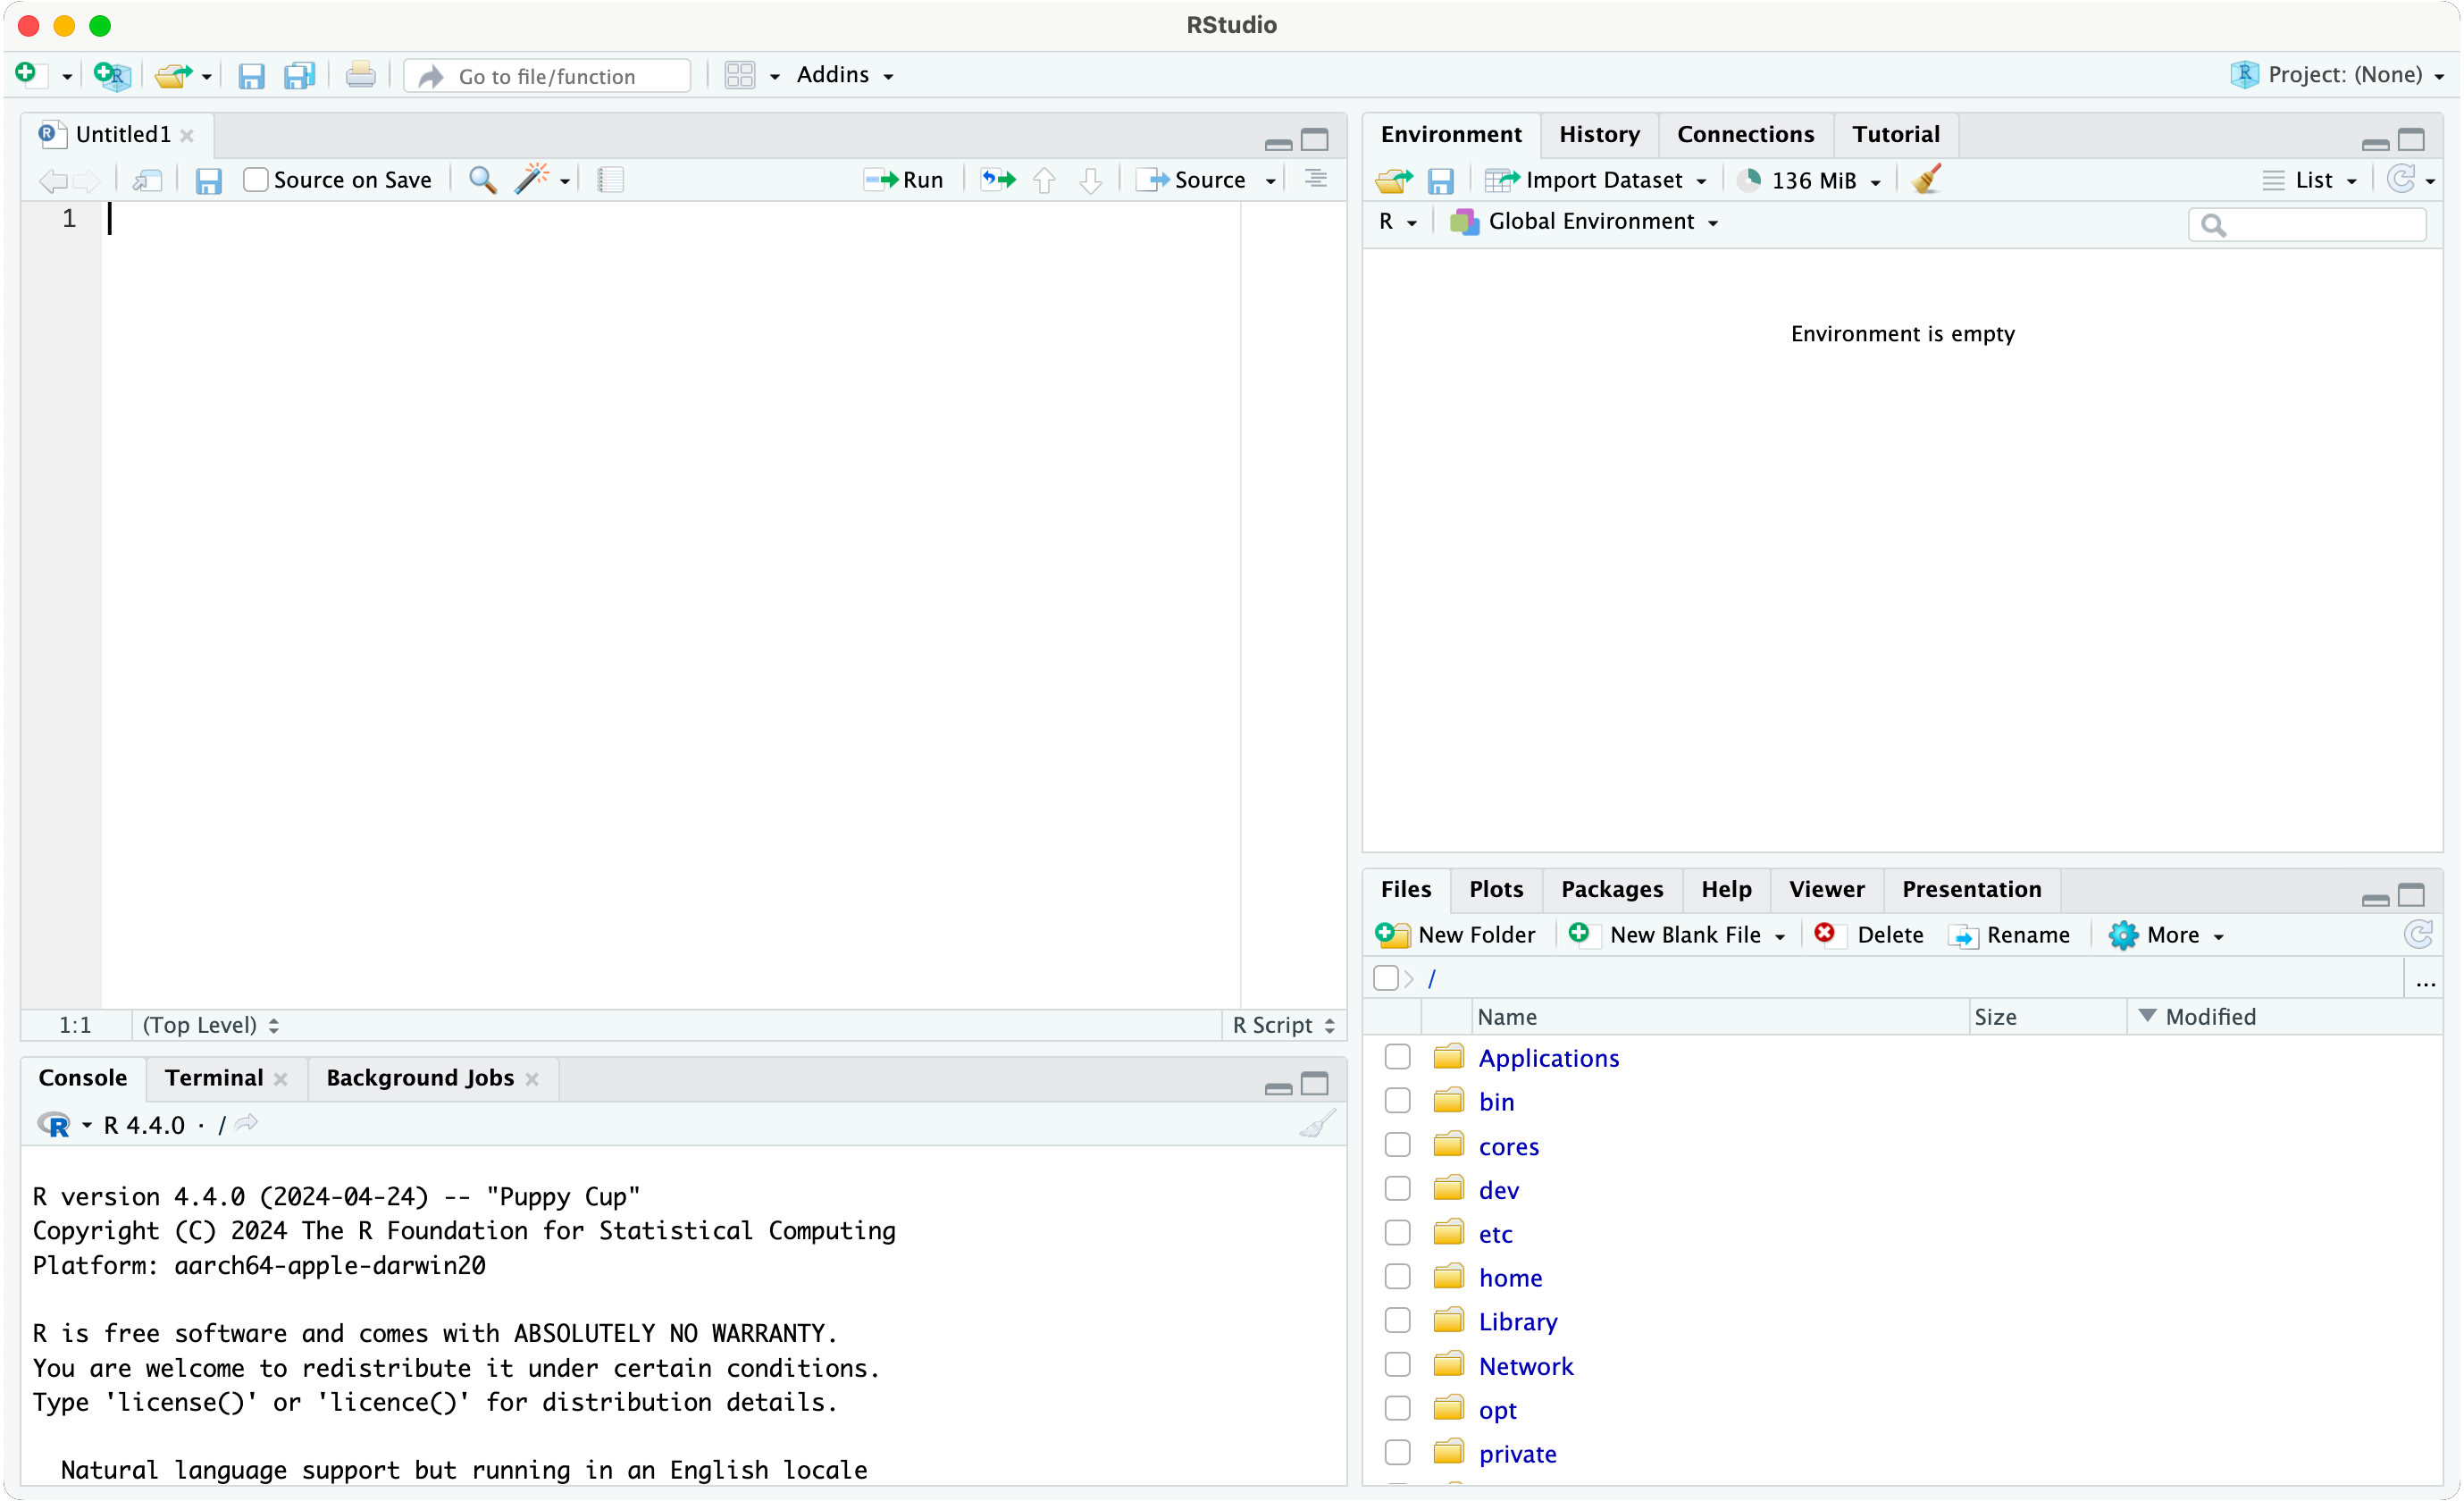 RStudio
Go to file/function
Addins
Project: (None)
Untitled1
Source on Save
Run
Source
1
1:1
(Top Level)
R Script
Console
Terminal
Background Jobs
R 4.4.0 · /
R version 4.4.0 (2024-04-24) -- "Puppy Cup"
Copyright (C) 2024 The R Foundation for Statistical Computing
Platform: aarch64-apple-darwin20
R is free software and comes with ABSOLUTELY NO WARRANTY.
You are welcome to redistribute it under certain conditions.
Type 'license()' or 'licence()' for distribution details.
Natural language support but running in an English locale
Environment
History
Connections
Tutorial
Import Dataset
136 MiB
List
R
Global Environment
Environment is empty
Files
Plots
Packages
Help
Viewer
Presentation
New Folder
New Blank File
Delete
Rename
More
/
...
Name
Size
Modified
Applications
bin
cores
dev
etc
home
Library
Network
opt
private